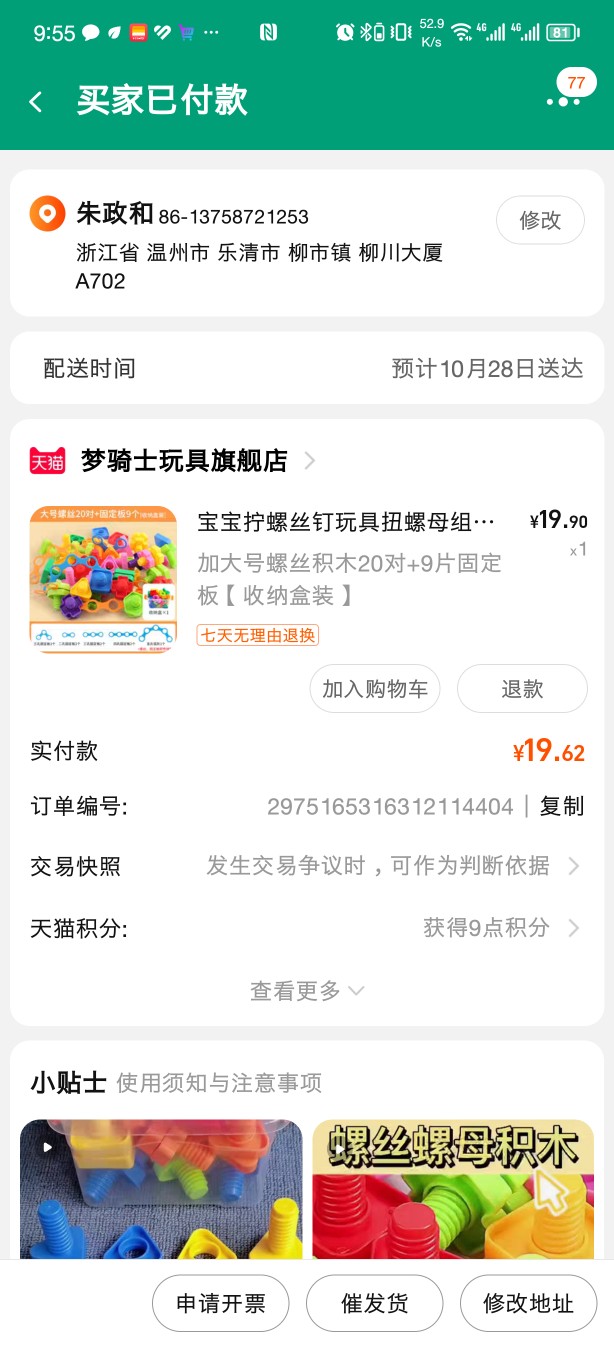 9:55
52.9
K/s
4G
4G
81
买家已付款
77
朱政和 86-13758721253
修改
浙江省 温州市 乐清市 柳市镇 柳川大厦
A702
配送时间
预计10月28日送达
天猫 梦骑士玩具旗舰店
大号螺丝20对+固定板9个
宝宝拧螺丝钉玩具扭螺母组… ¥19.90
x1
加大号螺丝积木20对+9片固定
板【 收纳盒装 】
七天无理由退换
加入购物车
退款
实付款
¥19.62
订单编号:
2975165316312114404 | 复制
交易快照
发生交易争议时，可作为判断依据
天猫积分:
获得9点积分
查看更多
小贴士 使用须知与注意事项
螺丝螺母积木
申请开票
催发货
修改地址